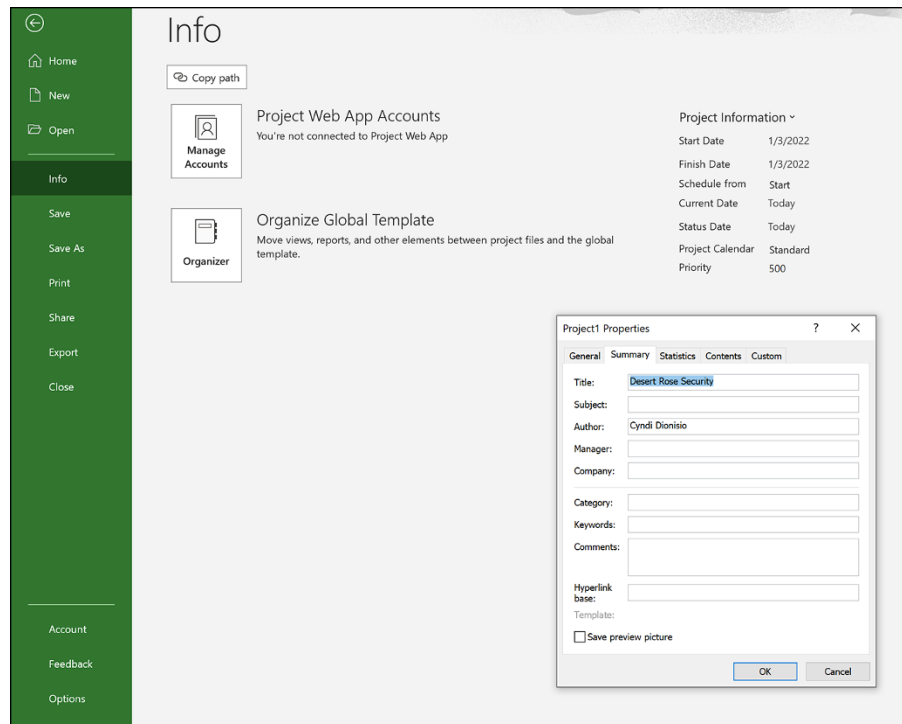 Info
Home
New
Open
Info
Save
Save As
Print
Share
Export
Close
Account
Feedback
Options
Copy path
Manage
Accounts
Project Web App Accounts
You're not connected to Project Web App
Organizer
Organize Global Template
Move views, reports, and other elements between project files and the global
template.
Project Information
Start Date 1/3/2022
Finish Date 1/3/2022
Schedule from Start
Current Date Today
Status Date Today
Project Calendar Standard
Priority 500
Project1 Properties ?
General Summary Statistics Contents Custom
Title: Desert Rose Security
Subject:
Author: Cyndi Dionisio
Manager:
Company:
Category:
Keywords:
Comments:
Hyperlink
base:
Template:
Save preview picture
OK Cancel